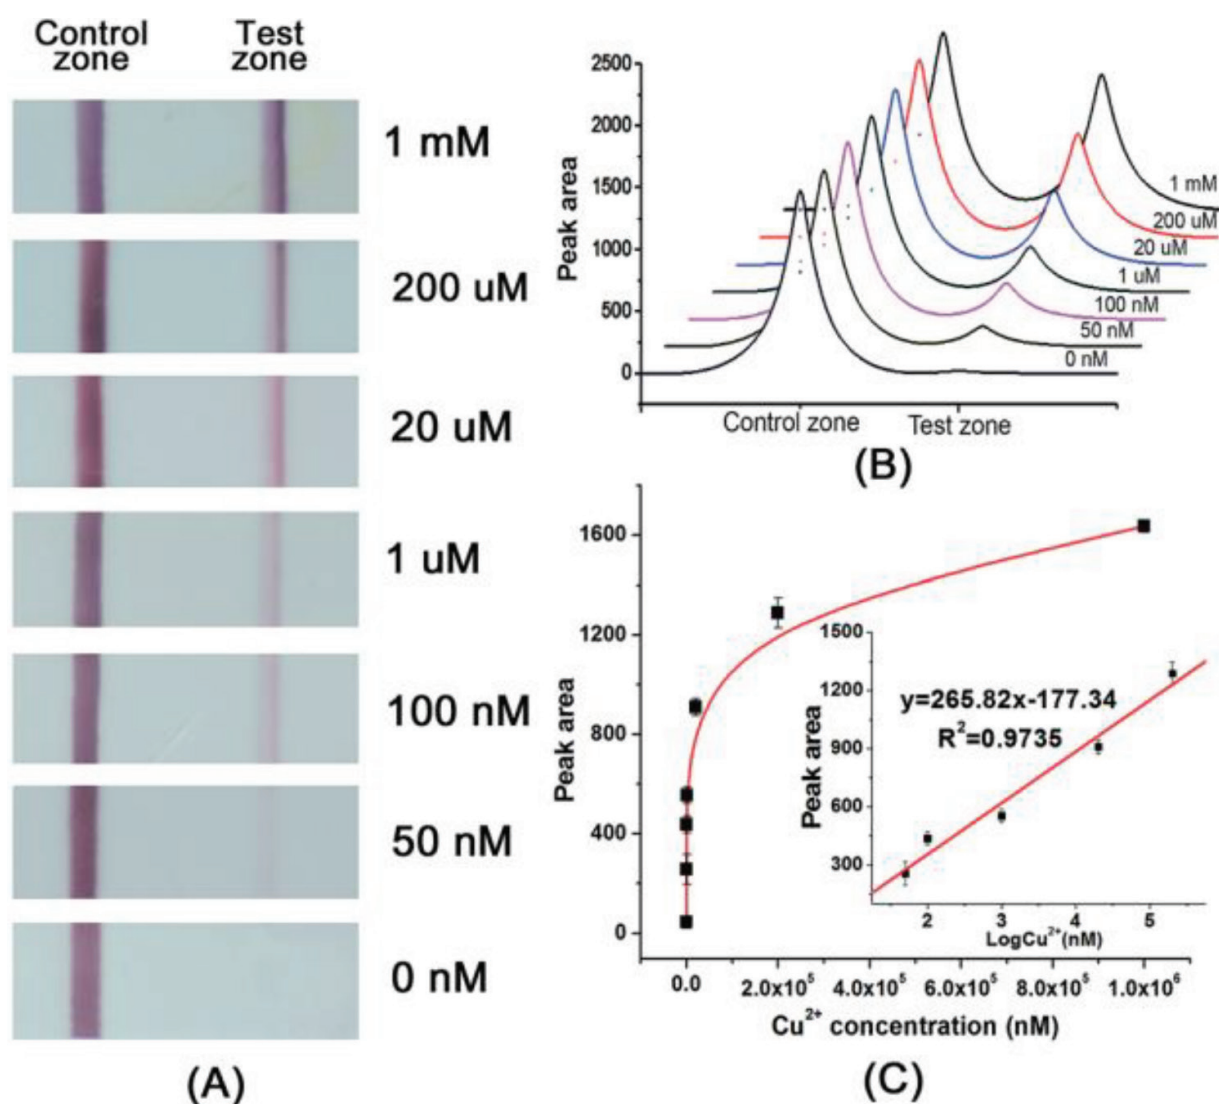 Control zone
Test zone
1 mM
200 uM
20 uM
1 uM
100 nM
50 nM
0 nM
(A)
Peak area
2500
2000
1500
1000
500
0
1 mM
200 uM
20 uM
1 uM
100 nM
50 nM
0 nM
Control zone
Test zone
(B)
Peak area
1600
1200
800
400
0
0.0
2.0x10⁵
4.0x10⁵
6.0x10⁵
8.0x10⁵
1.0x10⁶
Cu²⁺ concentration (nM)
Peak area
1500
1200
900
600
300
y=265.82x-177.34
R²=0.9735
2
3
4
5
LogCu²⁺(nM)
(C)